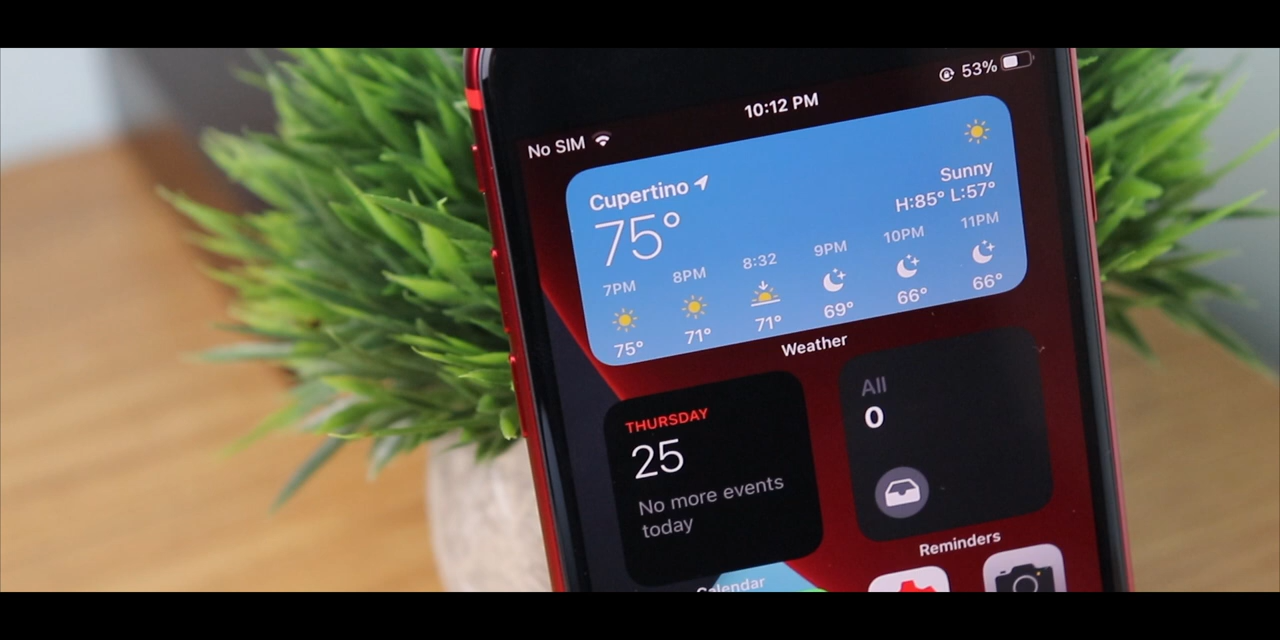 No SIM 10:12 PM 53%
Cupertino
75°
Sunny
H:85° L:57°
7PM 8PM 8:32 9PM 10PM 11PM
75° 71° 71° 69° 66° 66°
Weather
THURSDAY
25
No more events
today
All
0
Calendar
Reminders